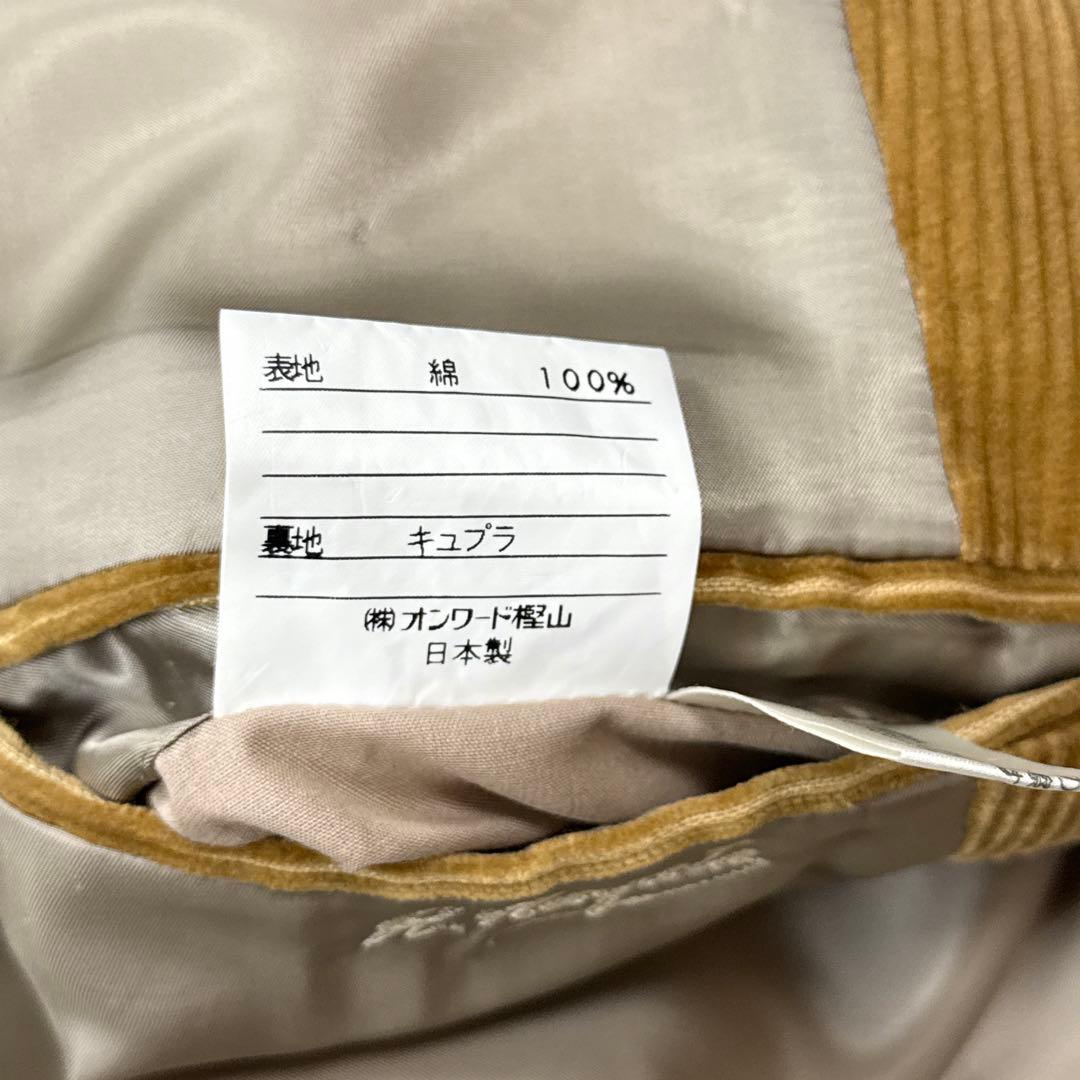 表地 綿 100%
裏地 キュプラ
㈱オンワード樫山
日本製